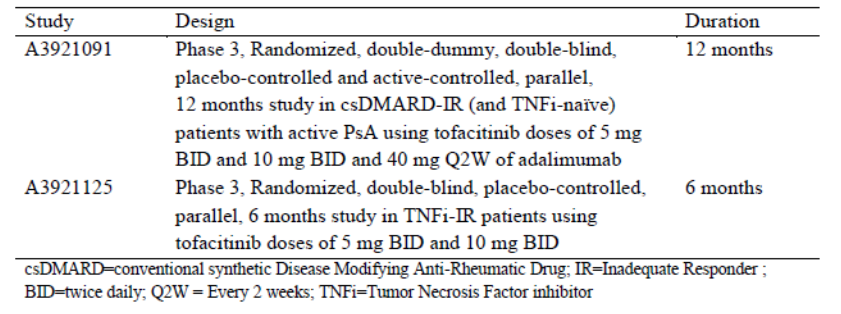 Study Design Duration
A3921091 Phase 3, Randomized, double-dummy, double-blind, 12 months
placebo-controlled and active-controlled, parallel,
12 months study in csDMARD-IR (and TNFi-naïve)
patients with active PsA using tofacitinib doses of 5 mg
BID and 10 mg BID and 40 mg Q2W of adalimumab
A3921125 Phase 3, Randomized, double-blind, placebo-controlled, 6 months
parallel, 6 months study in TNFi-IR patients using
tofacitinib doses of 5 mg BID and 10 mg BID
csDMARD=conventional synthetic Disease Modifying Anti-Rheumatic Drug; IR=Inadequate Responder ;
BID=twice daily; Q2W = Every 2 weeks; TNFi=Tumor Necrosis Factor inhibitor